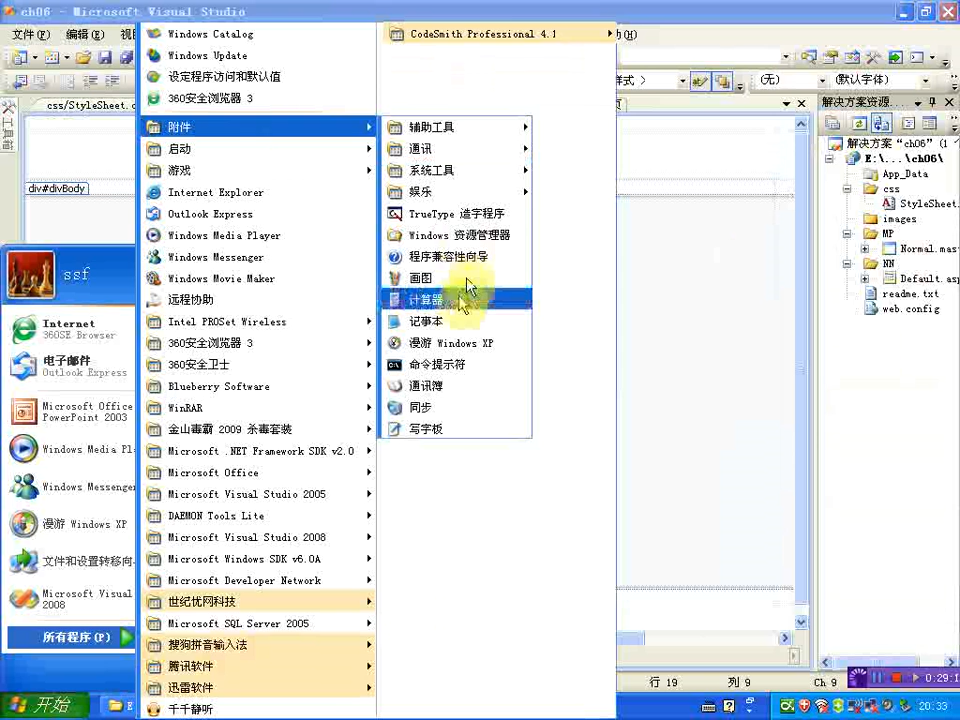 ch06 - Microsoft Visual Studio
文件(F)
编辑(E)
Windows Catalog
Windows Update
设定程序访问和默认值
360安全浏览器 3
附件
启动
游戏
Internet Explorer
Outlook Express
Windows Media Player
Windows Messenger
Windows Movie Maker
远程协助
Intel PROSet Wireless
360安全浏览器 3
360安全卫士
Blueberry Software
WinRAR
金山毒霸 2009 杀毒套装
Microsoft .NET Framework SDK v2.0
Microsoft Office
Microsoft Visual Studio 2005
DAEMON Tools Lite
Microsoft Visual Studio 2008
Microsoft Windows SDK v6.0A
Microsoft Developer Network
世纪忧网科技
Microsoft SQL Server 2005
搜狗拼音输入法
腾讯软件
迅雷软件
千千静听
CodeSmith Professional 4.1
辅助工具
通讯
系统工具
娱乐
TrueType 造字程序
Windows 资源管理器
程序兼容性向导
画图
计算器
记事本
漫游 Windows XP
命令提示符
通讯簿
同步
写字板
(H)
(无)
(默认字体)
css/StyleSheet.c
div#divBody
ssf
Internet
360SE Browser
电子邮件
Outlook Express
Microsoft Office
PowerPoint 2003
Windows Media Pl
Windows Messenger
漫游 Windows XP
文件和设置转移向
Microsoft Visual
2008
所有程序(P)
工具箱
解决方案资源...
解决方案“ch06”(1
E:\...\ch06\
App_Data
css
StyleSheet.
images
MP
Normal.mas
NN
Default.as
readme.txt
web.config
行 19
列 9
Ch 9
0:29:1
开始
E
20:33